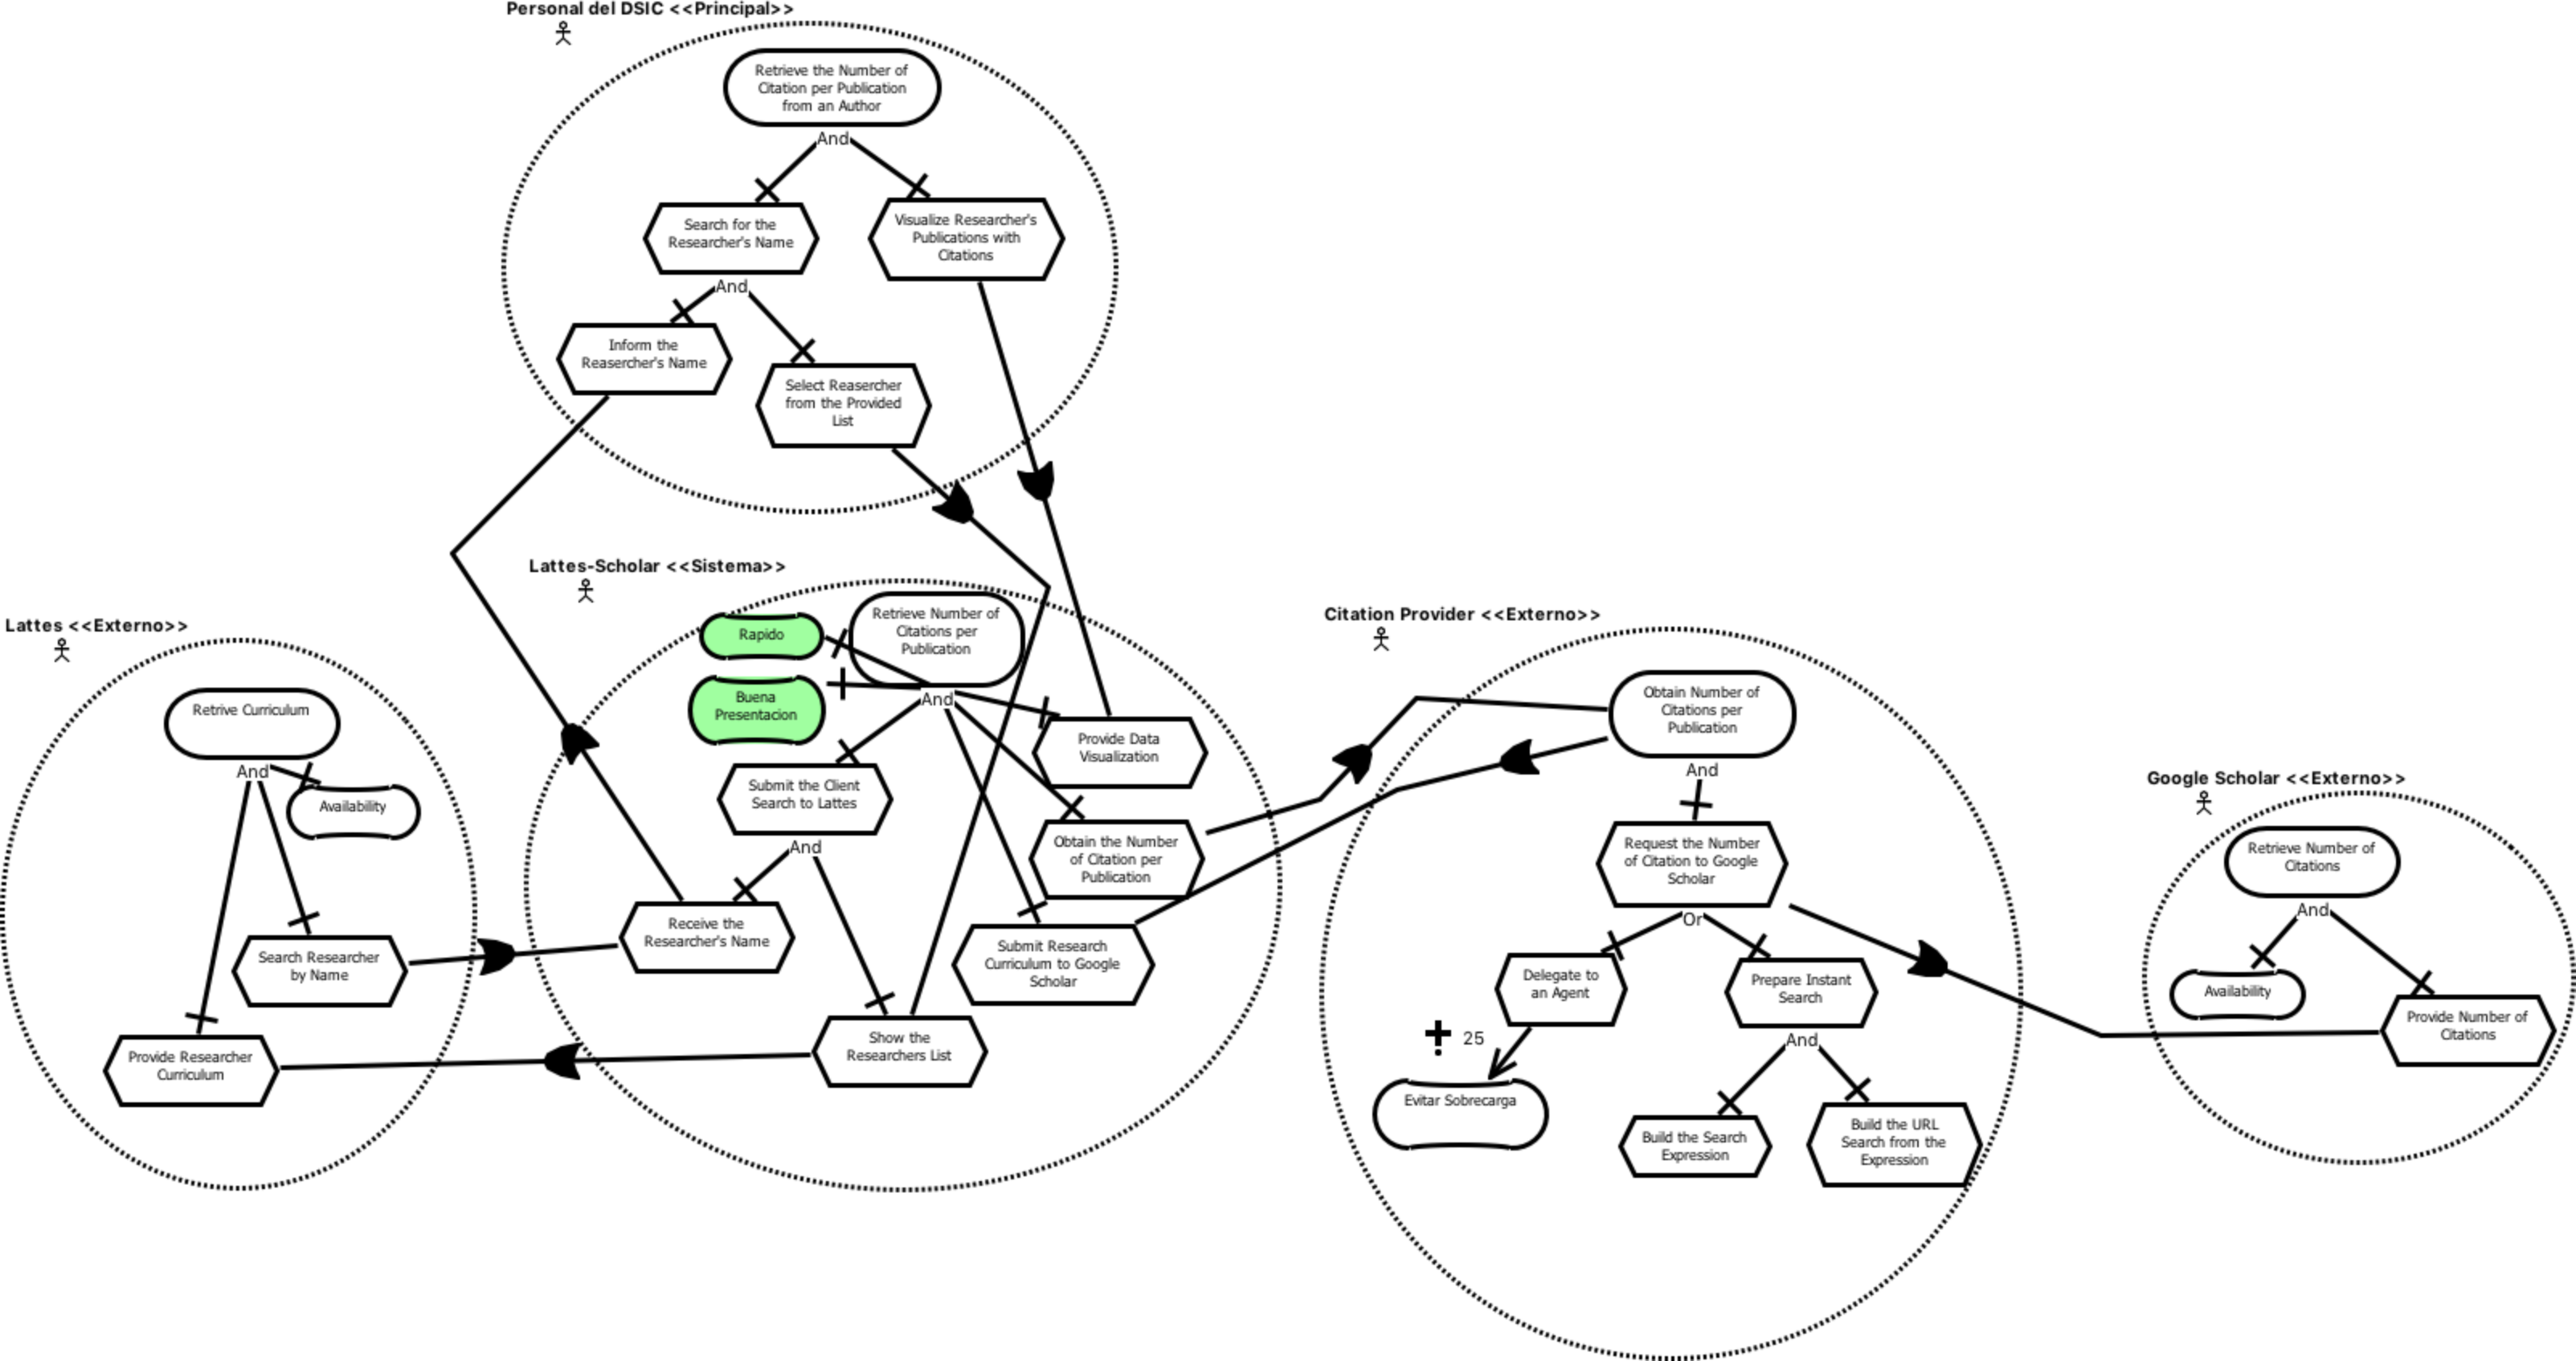 Personal del DSIC <<Principal>>
Retrieve the Number of
Citation per Publication
from an Author
And
Search for the
Researcher's Name
Visualize Researcher's
Publications with
Citations
And
Inform the
Reasercher's Name
Select Reasercher
from the Provided
List
Lattes-Scholar <<Sistema>>
Rapido
Retrieve Number of
Citations per
Publication
Buena
Presentacion
And
Provide Data
Visualization
Submit the Client
Search to Lattes
And
Obtain the Number
of Citation per
Publication
Receive the
Researcher's Name
Submit Research
Curriculum to Google
Scholar
Show the
Researchers List
Lattes <<Externo>>
Retrive Curriculum
And
Availability
Search Researcher
by Name
Provide Researcher
Curriculum
Citation Provider <<Externo>>
Obtain Number of
Citations per
Publication
And
Request the Number
of Citation to Google
Scholar
Or
Delegate to
an Agent
Prepare Instant
Search
25
And
Evitar Sobrecarga
Build the Search
Expression
Build the URL
Search from the
Expression
Google Scholar <<Externo>>
Retrieve Number of
Citations
And
Availability
Provide Number of
Citations